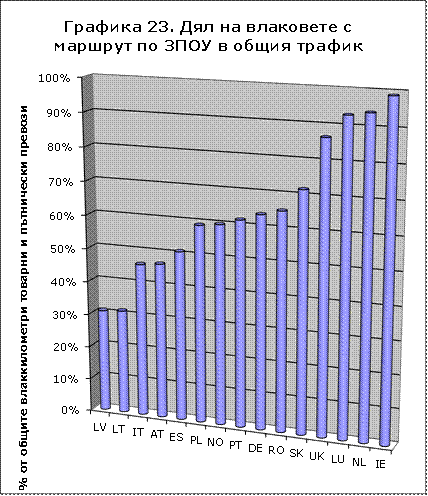 Графика 23. Дял на влаковете с
маршрут по ЗПОУ в общия трафик
% от общите влаккилометри товарни и пътнически превози
100%
90%
80%
70%
60%
50%
40%
30%
20%
10%
0%
LV LT IT AT ES PL NO PT DE RO SK UK LU NL IE